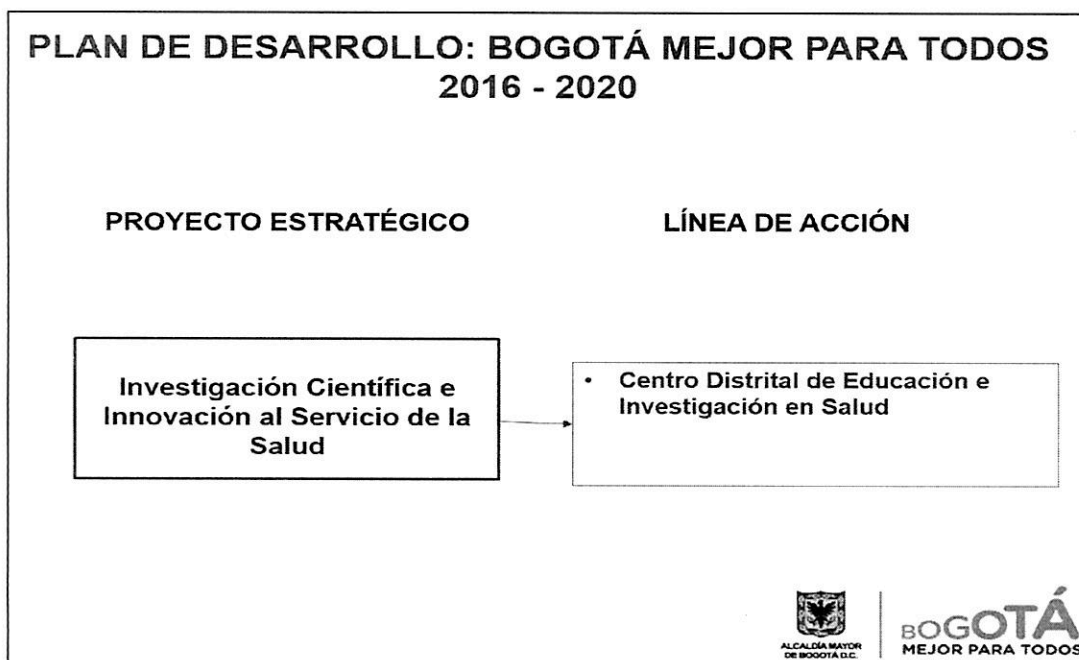 PLAN DE DESARROLLO: BOGOTÁ MEJOR PARA TODOS
2016 - 2020
PROYECTO ESTRATÉGICO
LÍNEA DE ACCIÓN
Investigación Científica e
Innovación al Servicio de la
Salud
• Centro Distrital de Educación e
Investigación en Salud
ALCALDÍA MAYOR
DE BOGOTÁ D.C.
BOGOTÁ
MEJOR PARA TODOS